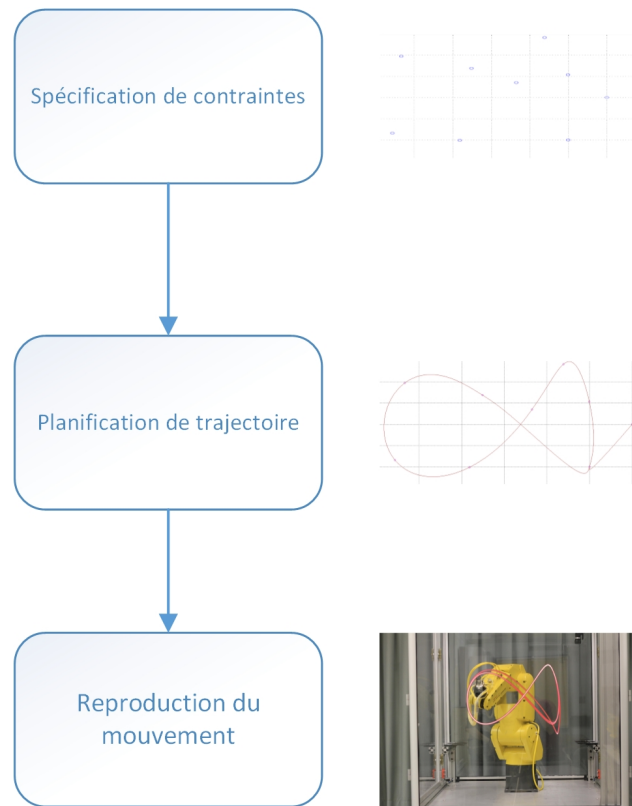 Spécification de contraintes
Planification de trajectoire
Reproduction du
mouvement